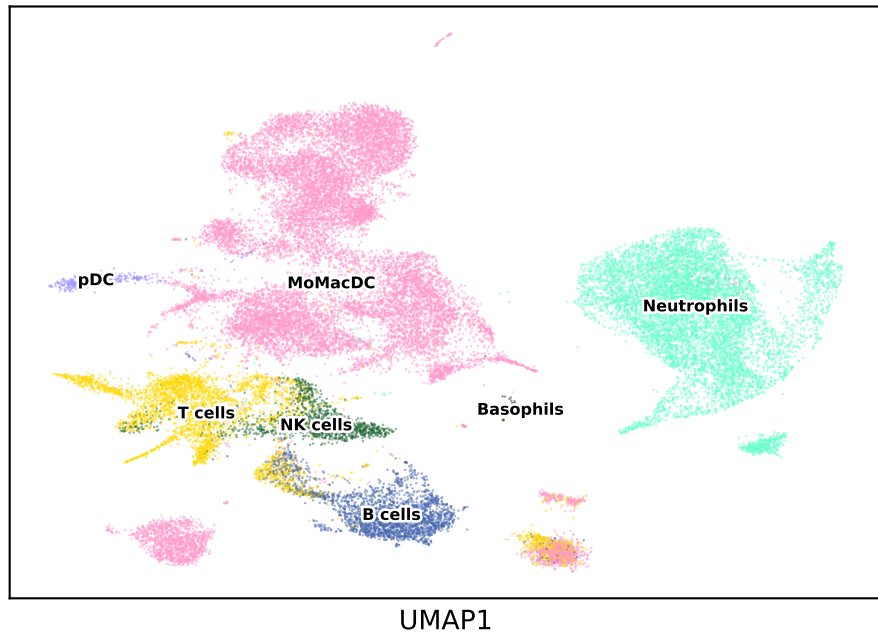 pDC
MoMacDC
Neutrophils
T cells
NK cells
Basophils
B cells
UMAP1